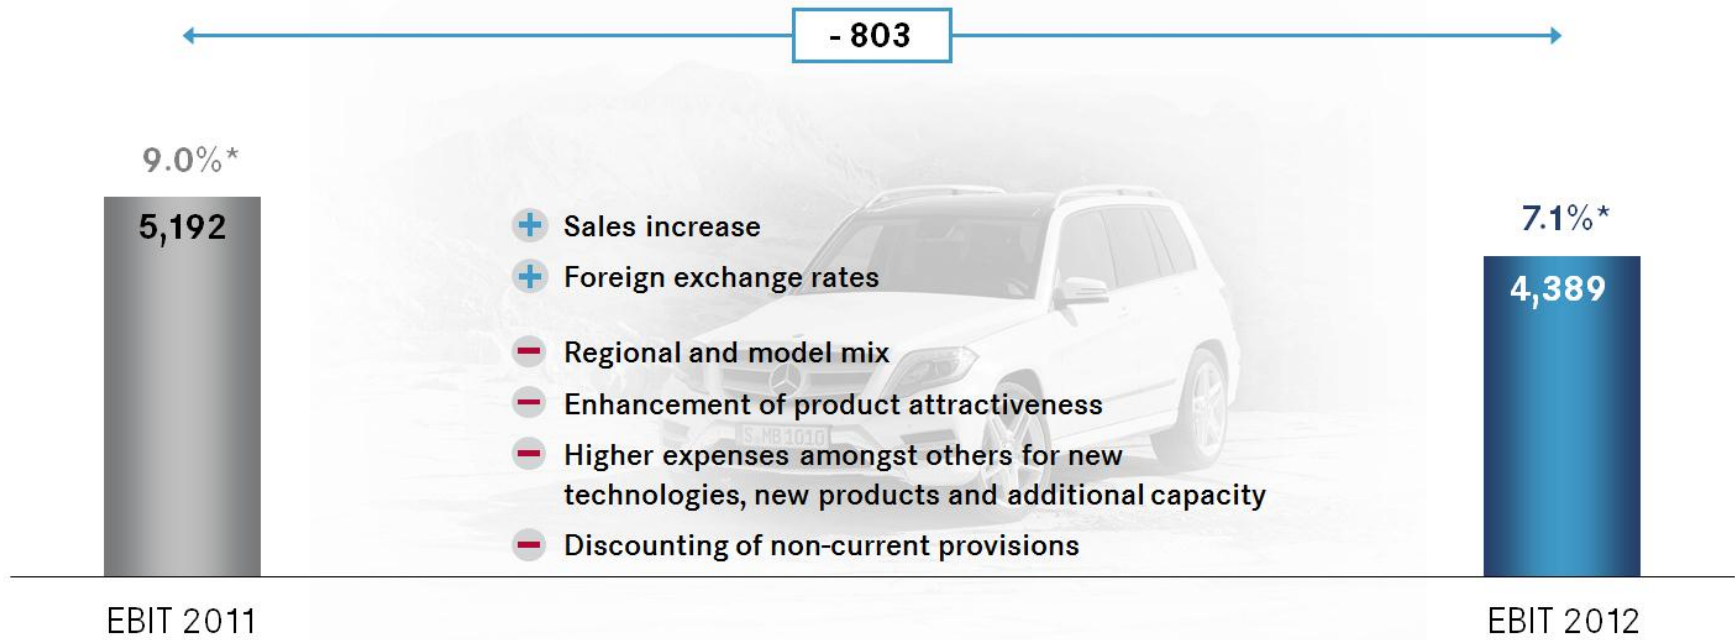 - 803
9.0%*
5,192
+ Sales increase
+ Foreign exchange rates
− Regional and model mix
− Enhancement of product attractiveness
− Higher expenses amongst others for new
technologies, new products and additional capacity
− Discounting of non-current provisions
S MB 1010
7.1%*
4,389
EBIT 2011
EBIT 2012